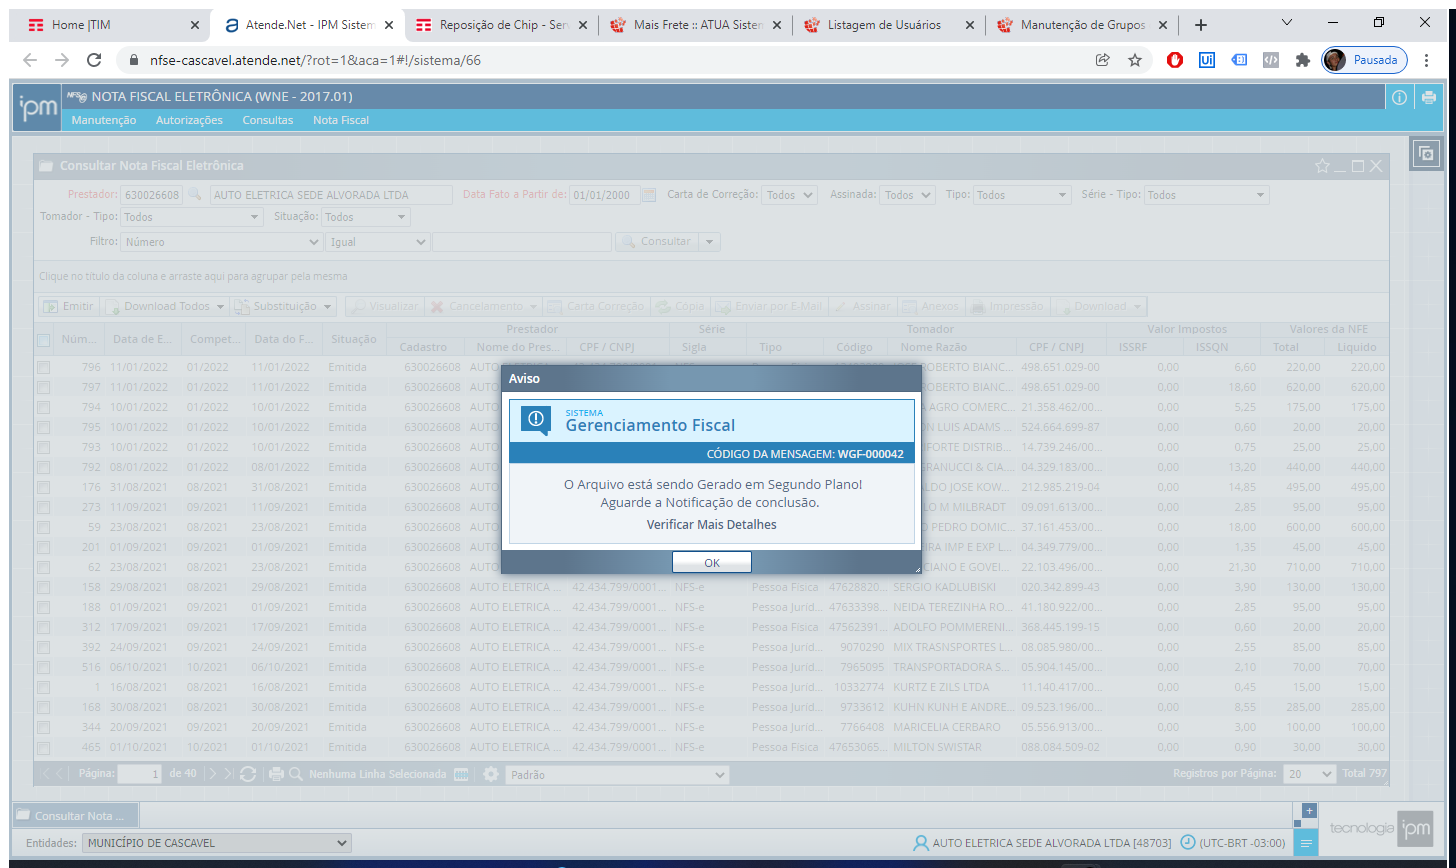 Home |TIM
Atende.Net - IPM Sistem
Reposição de Chip - Serv
Mais Frete :: ATUA Sistem
Listagem de Usuários
Manutenção de Grupos
nfse-cascavel.atende.net/?rot=1&aca=1#!/sistema/66
Pausada
ipm
NOTA FISCAL ELETRÔNICA (WNE - 2017.01)
Manutenção Autorizações Consultas Nota Fiscal
Consultar Nota Fiscal Eletrônica
Prestador: 630026608 AUTO ELETRICA SEDE ALVORADA LTDA Data Fato a Partir de: 01/01/2000 Carta de Correção: Todos Assinada: Todos Tipo: Todos Série - Tipo: Todos
Tomador - Tipo: Todos Situação: Todos
Filtro: Número Igual Consultar
Clique no título da coluna e arraste aqui para agrupar pela mesma
Emitir Download Todos Substituição Visualizar Cancelamento Carta Correção Cópia Enviar por E-Mail Assinar Anexos Impressão Download
Prestador Série Tomador Valor Impostos Valores da NFE
Núm... Data de E... Compet... Data do F... Situação Cadastro Nome do Pres... CPF / CNPJ Sigla Tipo Código Nome Razão CPF / CNPJ ISSRF ISSQN Total Líquido
796 11/01/2022 01/2022 11/01/2022 Emitida 630026608 AUTO ROBERTO BIANC... 498.651.029-00 0,00 6,60 220,00 220,00
797 11/01/2022 01/2022 11/01/2022 Emitida 630026608 AUTO ROBERTO BIANC... 498.651.029-00 0,00 18,60 620,00 620,00
794 10/01/2022 01/2022 10/01/2022 Emitida 630026608 AUTO AGRO COMERC... 21.358.462/00... 0,00 5,25 175,00 175,00
795 10/01/2022 01/2022 10/01/2022 Emitida 630026608 AUTO N LUIS ADAMS ... 524.664.699-87 0,00 0,60 20,00 20,00
793 10/01/2022 01/2022 10/01/2022 Emitida 630026608 AUTO FORTE DISTRIB... 14.739.246/00... 0,00 0,75 25,00 25,00
792 08/01/2022 01/2022 08/01/2022 Emitida 630026608 AUTO GRANUCCI & CIA... 04.329.183/00... 0,00 13,20 440,00 440,00
176 31/08/2021 08/2021 31/08/2021 Emitida 630026608 AUTO LDO JOSE KOW... 212.985.219-04 0,00 14,85 495,00 495,00
273 11/09/2021 09/2021 11/09/2021 Emitida 630026608 AUTO LO M MILBRADT 09.091.613/00... 0,00 2,85 95,00 95,00
59 23/08/2021 08/2021 23/08/2021 Emitida 630026608 AUTO O PEDRO DOMIC... 37.161.453/00... 0,00 18,00 600,00 600,00
201 01/09/2021 09/2021 01/09/2021 Emitida 630026608 AUTO IRA IMP E EXP L... 04.349.779/00... 0,00 1,35 45,00 45,00
62 23/08/2021 08/2021 23/08/2021 Emitida 630026608 AUTO CIANO E GOVEI... 22.103.496/00... 0,00 21,30 710,00 710,00
158 29/08/2021 08/2021 29/08/2021 Emitida 630026608 AUTO ELETRICA ... 42.434.799/0001... NFS-e Pessoa Física 47628820... SERGIO KADLUBISKI 020.342.899-43 0,00 3,90 130,00 130,00
188 01/09/2021 09/2021 01/09/2021 Emitida 630026608 AUTO ELETRICA ... 42.434.799/0001... NFS-e Pessoa Juríd... 47633398... NEIDA TEREZINHA RO... 41.180.922/00... 0,00 2,85 95,00 95,00
312 17/09/2021 09/2021 17/09/2021 Emitida 630026608 AUTO ELETRICA ... 42.434.799/0001... NFS-e Pessoa Física 47562391... ADOLFO POMMERENI... 368.445.199-15 0,00 0,60 20,00 20,00
392 24/09/2021 09/2021 24/09/2021 Emitida 630026608 AUTO ELETRICA ... 42.434.799/0001... NFS-e Pessoa Juríd... 9070290 MIX TRASNSPORTES L... 08.085.980/00... 0,00 2,55 85,00 85,00
516 06/10/2021 10/2021 06/10/2021 Emitida 630026608 AUTO ELETRICA ... 42.434.799/0001... NFS-e Pessoa Juríd... 7965095 TRANSPORTADORA S... 05.904.145/00... 0,00 2,10 70,00 70,00
1 16/08/2021 08/2021 16/08/2021 Emitida 630026608 AUTO ELETRICA ... 42.434.799/0001... NFS-e Pessoa Juríd... 10332774 KURTZ E ZILS LTDA 11.140.417/00... 0,00 0,45 15,00 15,00
168 30/08/2021 08/2021 30/08/2021 Emitida 630026608 AUTO ELETRICA ... 42.434.799/0001... NFS-e Pessoa Juríd... 9733612 KUHN KUNH E ANDRE... 09.523.196/00... 0,00 8,55 285,00 285,00
344 20/09/2021 09/2021 20/09/2021 Emitida 630026608 AUTO ELETRICA ... 42.434.799/0001... NFS-e Pessoa Juríd... 7766408 MARICELIA CERBARO 05.556.913/00... 0,00 3,00 100,00 100,00
465 01/10/2021 10/2021 01/10/2021 Emitida 630026608 AUTO ELETRICA ... 42.434.799/0001... NFS-e Pessoa Física 47653065... MILTON SWISTAR 088.084.509-02 0,00 0,90 30,00 30,00
Aviso
SISTEMA
Gerenciamento Fiscal
CÓDIGO DA MENSAGEM: WGF-000042
O Arquivo está sendo Gerado em Segundo Plano!
Aguarde a Notificação de conclusão.
Verificar Mais Detalhes
OK
Página: 1 de 40 Nenhuma Linha Selecionada Padrão Registros por Página: 20 Total 797
Consultar Nota ...
Entidades: MUNICÍPIO DE CASCAVEL AUTO ELETRICA SEDE ALVORADA LTDA [48703] (UTC-BRT -03:00)
tecnologia ipm